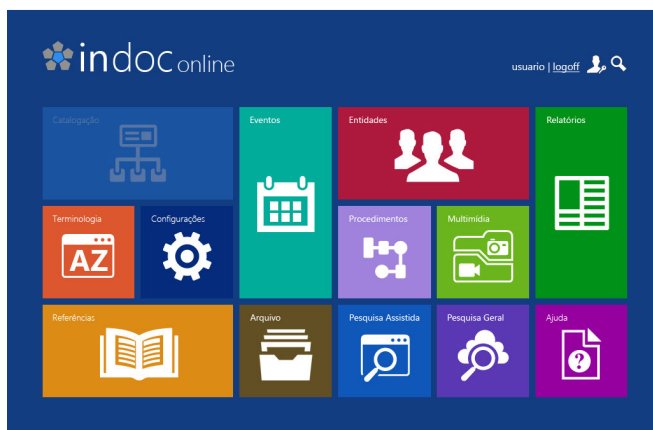 indoc online
usuario | logoff
Catalogação
Eventos
Entidades
Relatórios
Terminologia
Configurações
Procedimentos
Multimídia
AZ
Referências
Arquivo
Pesquisa Assistida
Pesquisa Geral
Ajuda
?